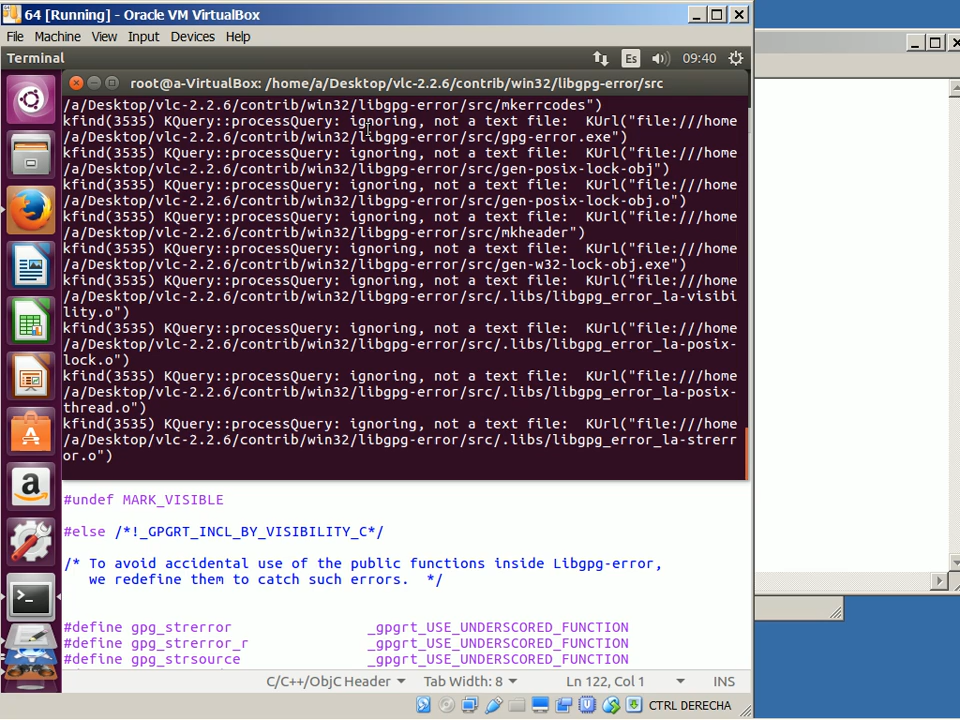 64 [Running] - Oracle VM VirtualBox
File Machine View Input Devices Help
Terminal Es 09:40
root@a-VirtualBox: /home/a/Desktop/vlc-2.2.6/contrib/win32/libgpg-error/src
/a/Desktop/vlc-2.2.6/contrib/win32/libgpg-error/src/mkerrcodes")
kfind(3535) KQuery::processQuery: ignoring, not a text file:  KUrl("file:///home
/a/Desktop/vlc-2.2.6/contrib/win32/libgpg-error/src/gpg-error.exe")
kfind(3535) KQuery::processQuery: ignoring, not a text file:  KUrl("file:///home
/a/Desktop/vlc-2.2.6/contrib/win32/libgpg-error/src/gen-posix-lock-obj")
kfind(3535) KQuery::processQuery: ignoring, not a text file:  KUrl("file:///home
/a/Desktop/vlc-2.2.6/contrib/win32/libgpg-error/src/gen-posix-lock-obj.o")
kfind(3535) KQuery::processQuery: ignoring, not a text file:  KUrl("file:///home
/a/Desktop/vlc-2.2.6/contrib/win32/libgpg-error/src/mkheader")
kfind(3535) KQuery::processQuery: ignoring, not a text file:  KUrl("file:///home
/a/Desktop/vlc-2.2.6/contrib/win32/libgpg-error/src/gen-w32-lock-obj.exe")
kfind(3535) KQuery::processQuery: ignoring, not a text file:  KUrl("file:///home
/a/Desktop/vlc-2.2.6/contrib/win32/libgpg-error/src/.libs/libgpg_error_la-visibi
lity.o")
kfind(3535) KQuery::processQuery: ignoring, not a text file:  KUrl("file:///home
/a/Desktop/vlc-2.2.6/contrib/win32/libgpg-error/src/.libs/libgpg_error_la-posix-
lock.o")
kfind(3535) KQuery::processQuery: ignoring, not a text file:  KUrl("file:///home
/a/Desktop/vlc-2.2.6/contrib/win32/libgpg-error/src/.libs/libgpg_error_la-posix-
thread.o")
kfind(3535) KQuery::processQuery: ignoring, not a text file:  KUrl("file:///home
/a/Desktop/vlc-2.2.6/contrib/win32/libgpg-error/src/.libs/libgpg_error_la-strerr
or.o")
#undef MARK_VISIBLE
#else /*!_GPGRT_INCL_BY_VISIBILITY_C*/
/* To avoid accidental use of the public functions inside Libgpg-error,
we redefine them to catch such errors.  */
#define gpg_strerror _gpgrt_USE_UNDERSCORED_FUNCTION
#define gpg_strerror_r _gpgrt_USE_UNDERSCORED_FUNCTION
#define gpg_strsource _gpgrt_USE_UNDERSCORED_FUNCTION
C/C++/ObjC Header Tab Width: 8 Ln 122, Col 1 INS
CTRL DERECHA